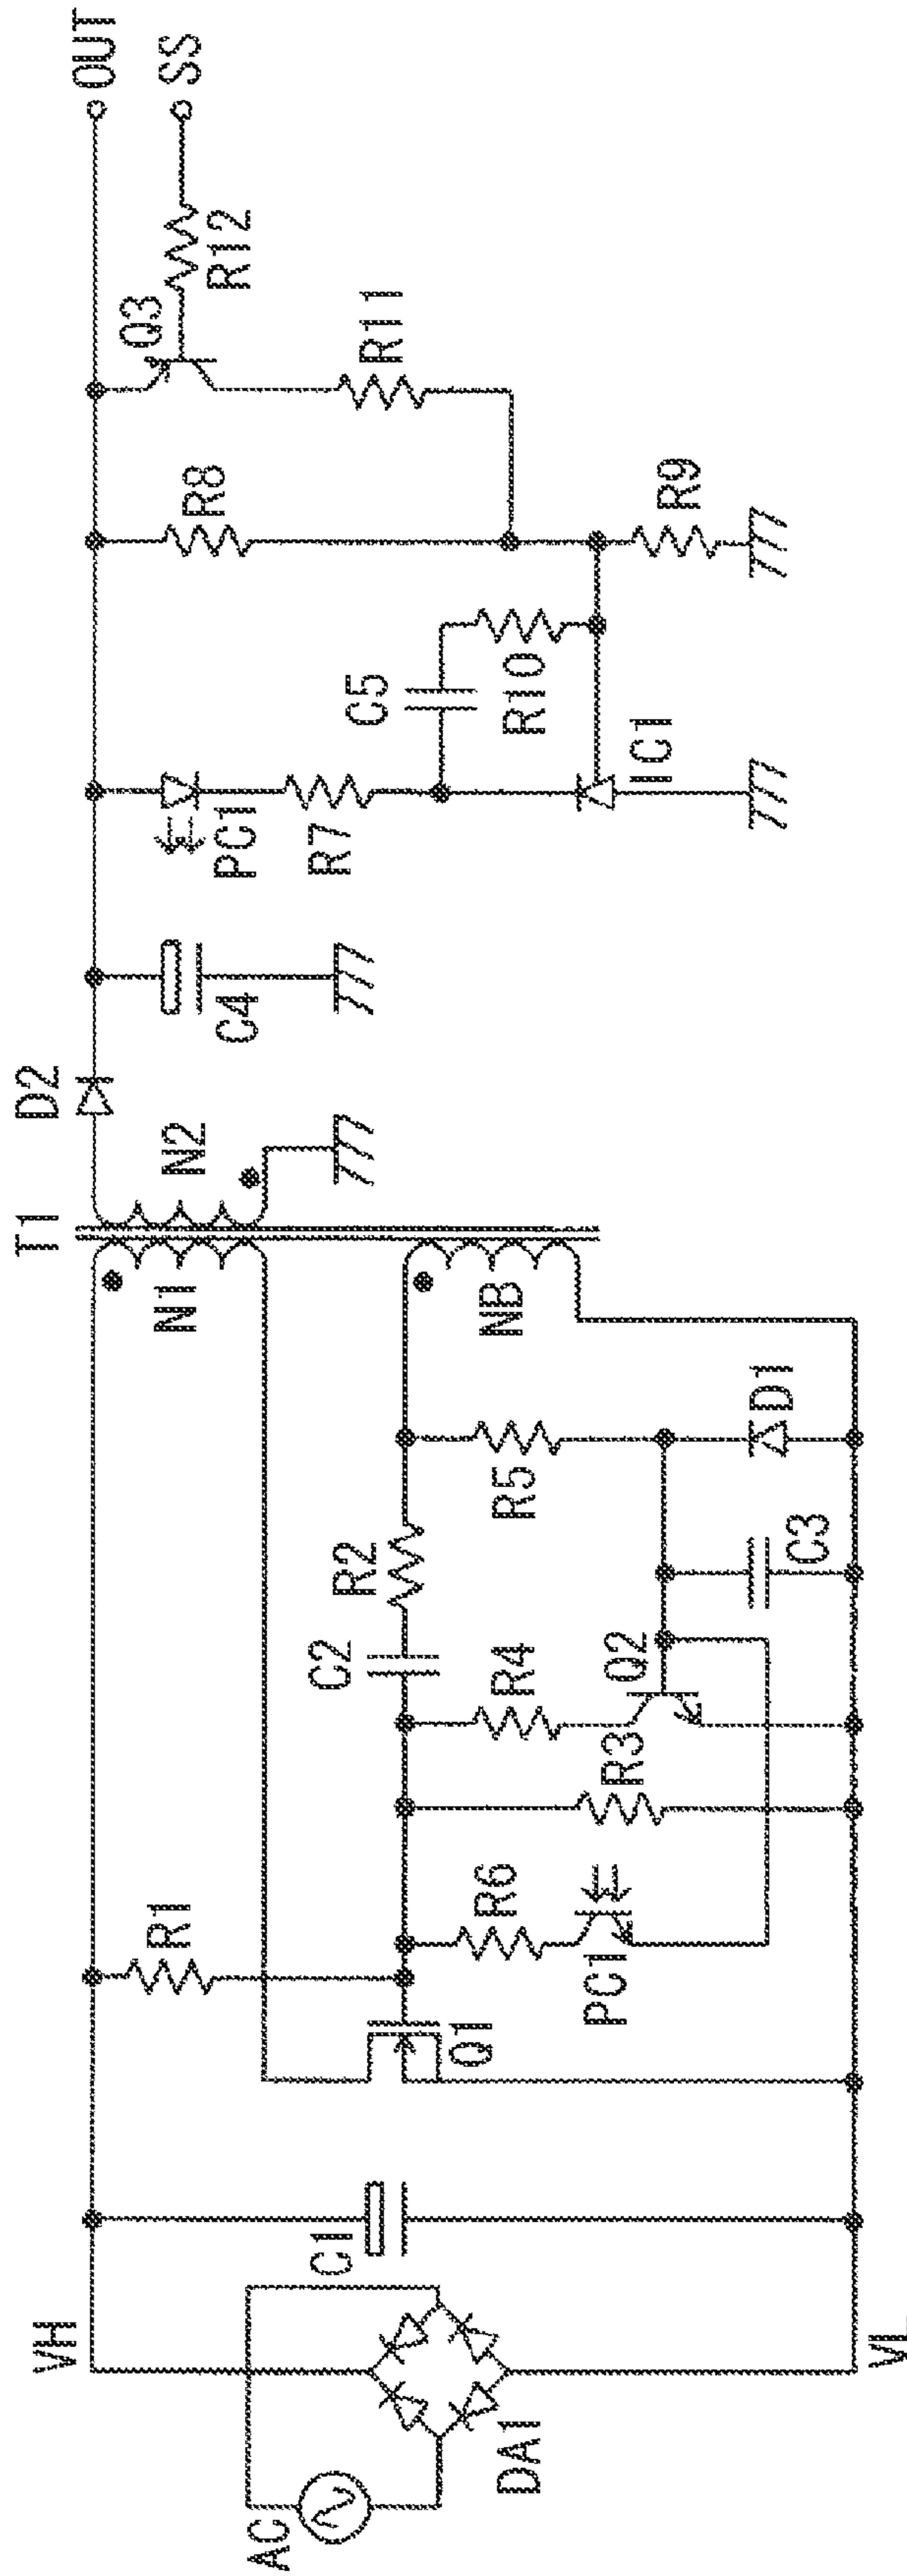 AC
DA1
VH
C1
Q1
R1
PC1
R6
R3
R4
Q2
C2
R2
C3
R5
D1
T1
N1
NB
N2
D2
C4
PC1
R7
C5
R10
IC1
R8
R9
Q3
R11
R12
OUT
SS